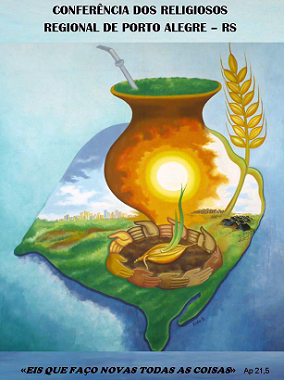 CONFERÊNCIA DOS RELIGIOSOS
REGIONAL DE PORTO ALEGRE – RS
«EIS QUE FAÇO NOVAS TODAS AS COISAS» Ap 21,5